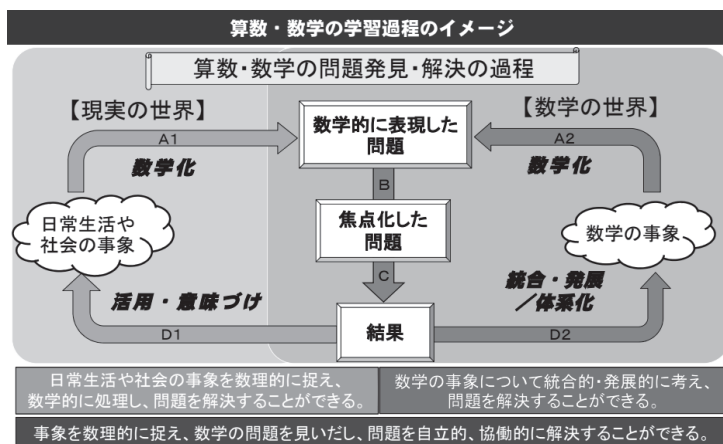 算数・数学の学習過程のイメージ
算数・数学の問題発見・解決の過程
【現実の世界】
【数学の世界】
A1
数学化
数学的に表現した
問題
A2
数学化
B
日常生活や
社会の事象
焦点化した
問題
数学の事象
C
活用・意味づけ
統合・発展
／体系化
D1
結果
D2
日常生活や社会の事象を数理的に捉え、
数学的に処理し、問題を解決することができる。
数学の事象について統合的・発展的に考え、
問題を解決することができる。
事象を数理的に捉え、数学の問題を見いだし、問題を自立的、協働的に解決することができる。